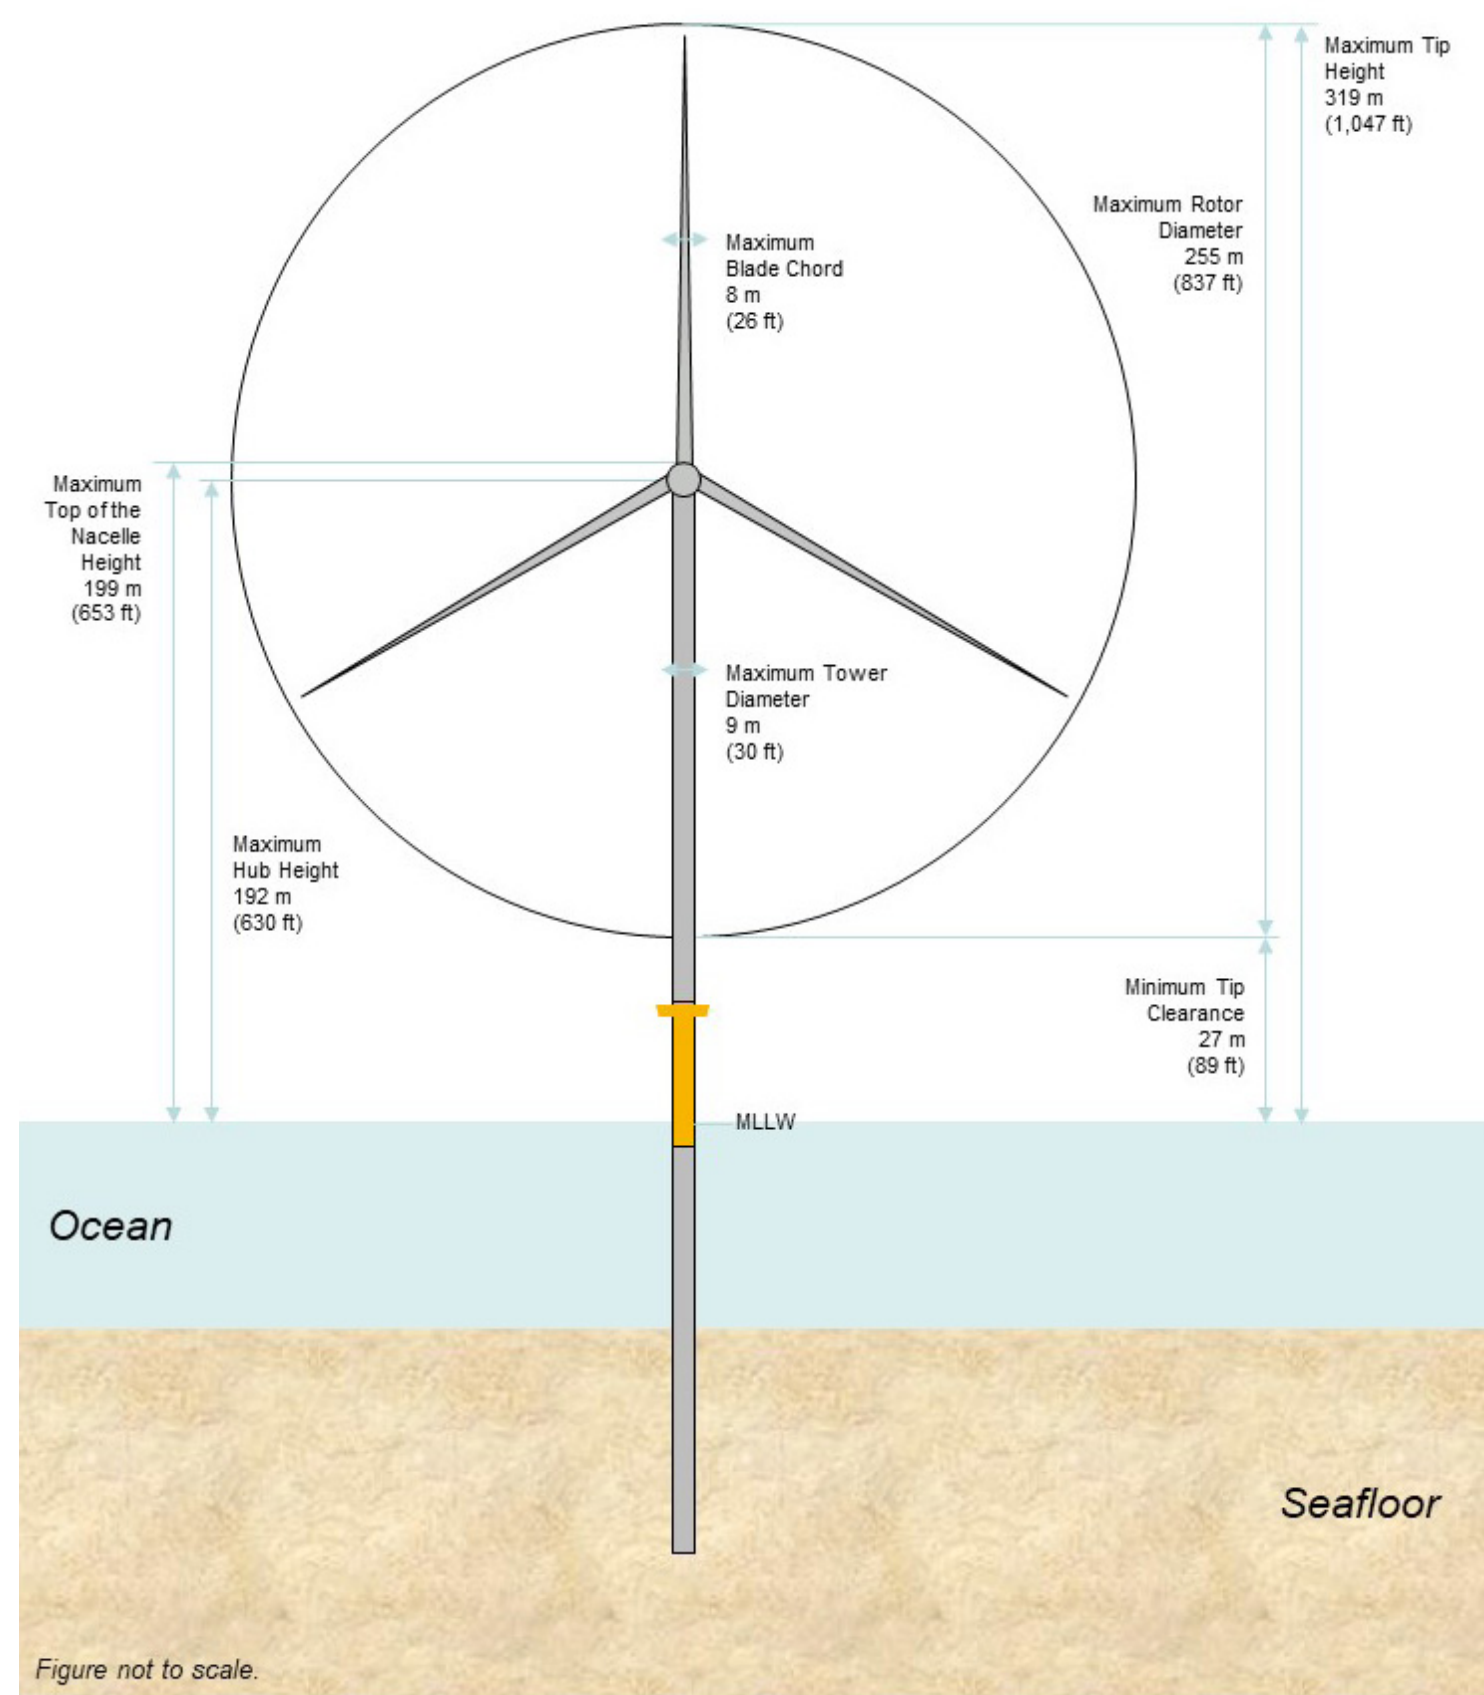 Maximum Tip
Height
319 m
(1,047 ft)
Maximum Rotor
Diameter
255 m
(837 ft)
Maximum
Blade Chord
8 m
(26 ft)
Maximum
Top of the
Nacelle
Height
199 m
(653 ft)
Maximum Tower
Diameter
9 m
(30 ft)
Maximum
Hub Height
192 m
(630 ft)
Minimum Tip
Clearance
27 m
(89 ft)
MLLW
Ocean
Seafloor
Figure not to scale.